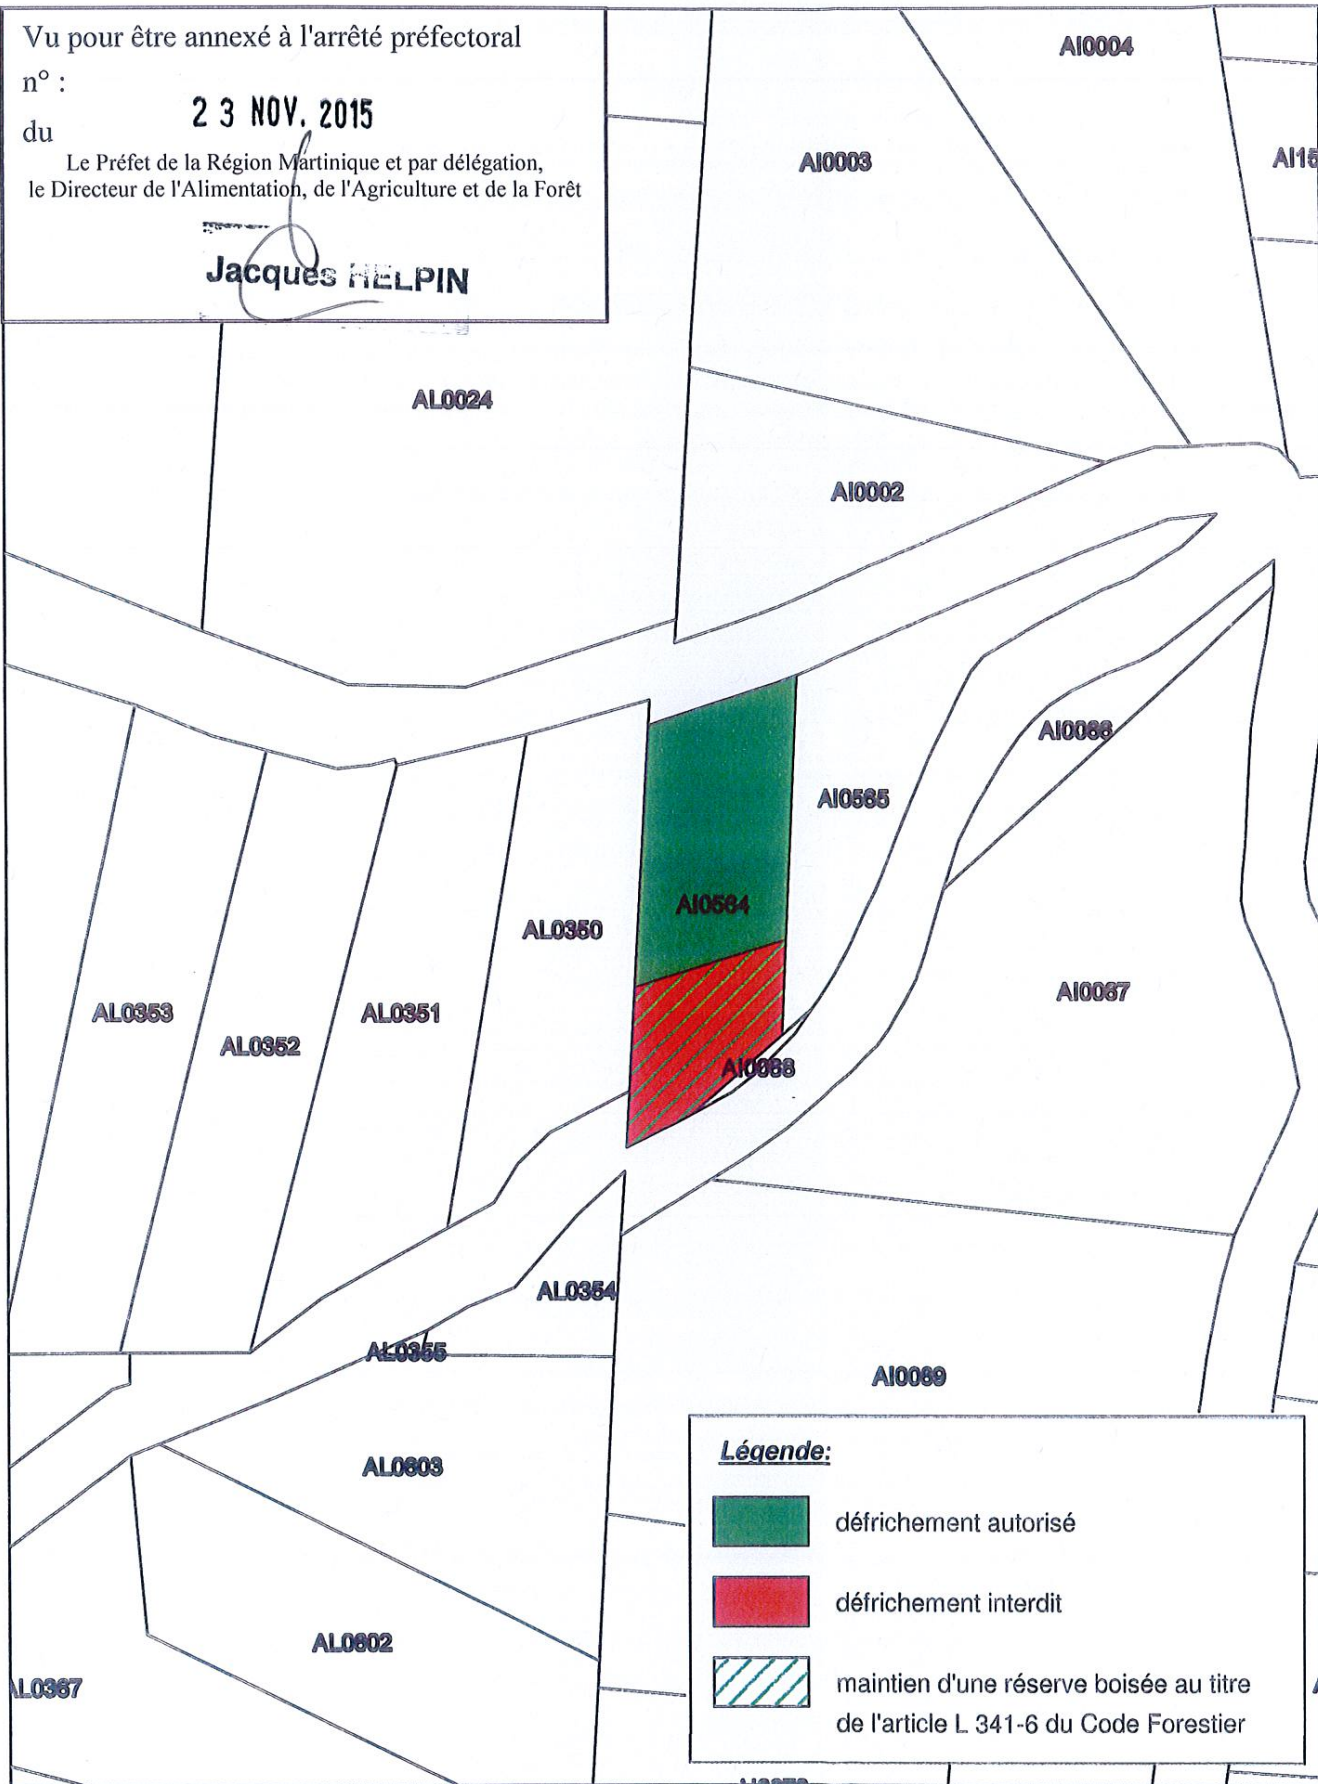 Vu pour être annexé à l'arrêté préfectoral
n° :
23 NOV. 2015
du
Le Préfet de la Région Martinique et par délégation,
le Directeur de l'Alimentation, de l'Agriculture et de la Forêt
Jacques HELPIN
AI0004
AI0003
AL0024
AI0002
AI0066
AI0565
AI0564
AL0350
AI0067
AL0353
AL0351
AL0352
AI0068
AL0354
AL0355
AI0069
AL0603
AL0602
AL0367
Légende:
défrichement autorisé
défrichement interdit
maintien d'une réserve boisée au titre
de l'article L 341-6 du Code Forestier